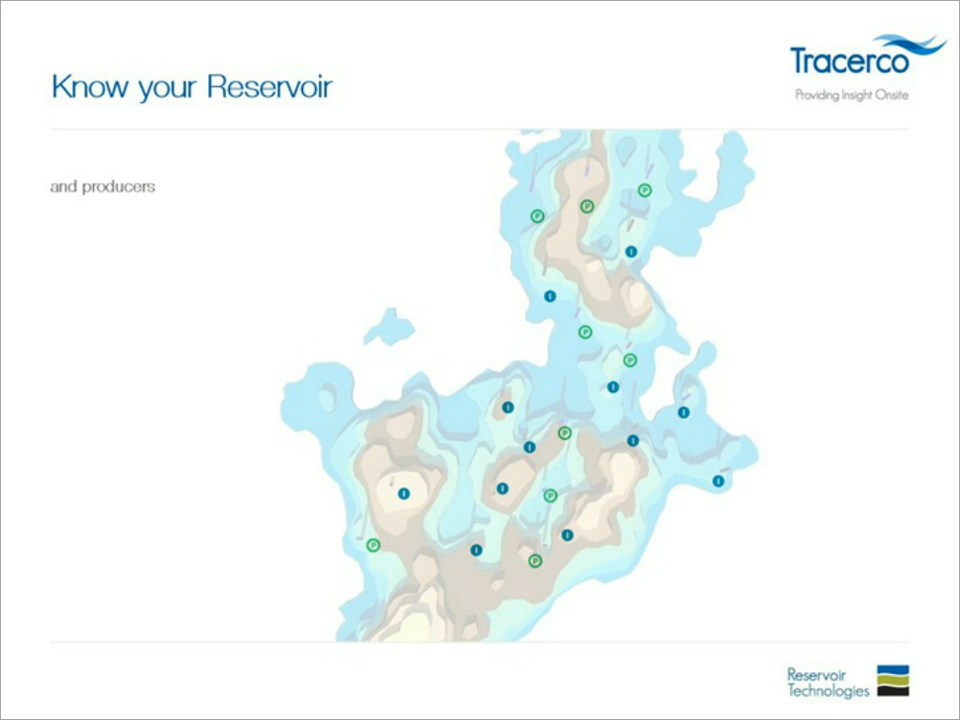 Know your Reservoir
Tracerco
Providing Insight Onsite
and producers
P
P
P
I
I
P
P
I
I
I
P
I
I
I
I
P
I
I
P
I
P
Reservoir
Technologies